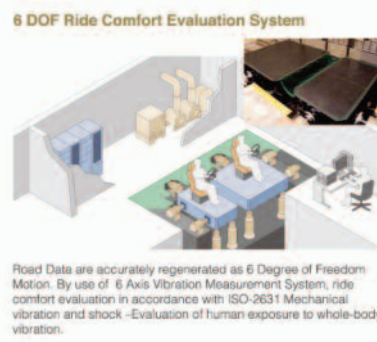 6 DOF Ride Comfort Evaluation System
Road Data are accurately regenerated as 6 Degree of Freedom
Motion. By use of 6 Axis Vibration Measurement System, ride
comfort evaluation in accordance with ISO-2631 Mechanical
vibration and shock -Evaluation of human exposure to whole-body
vibration.